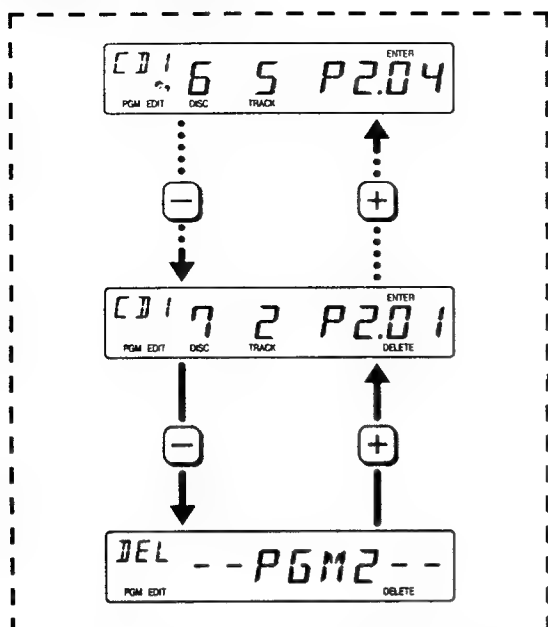 ENTER
CD1 6 5 P2.04
PGM EDIT DISC TRACK
−
+
ENTER
CD1 7 2 P2.01
PGM EDIT DISC TRACK DELETE
−
+
DEL --PGM2--
PGM EDIT DELETE